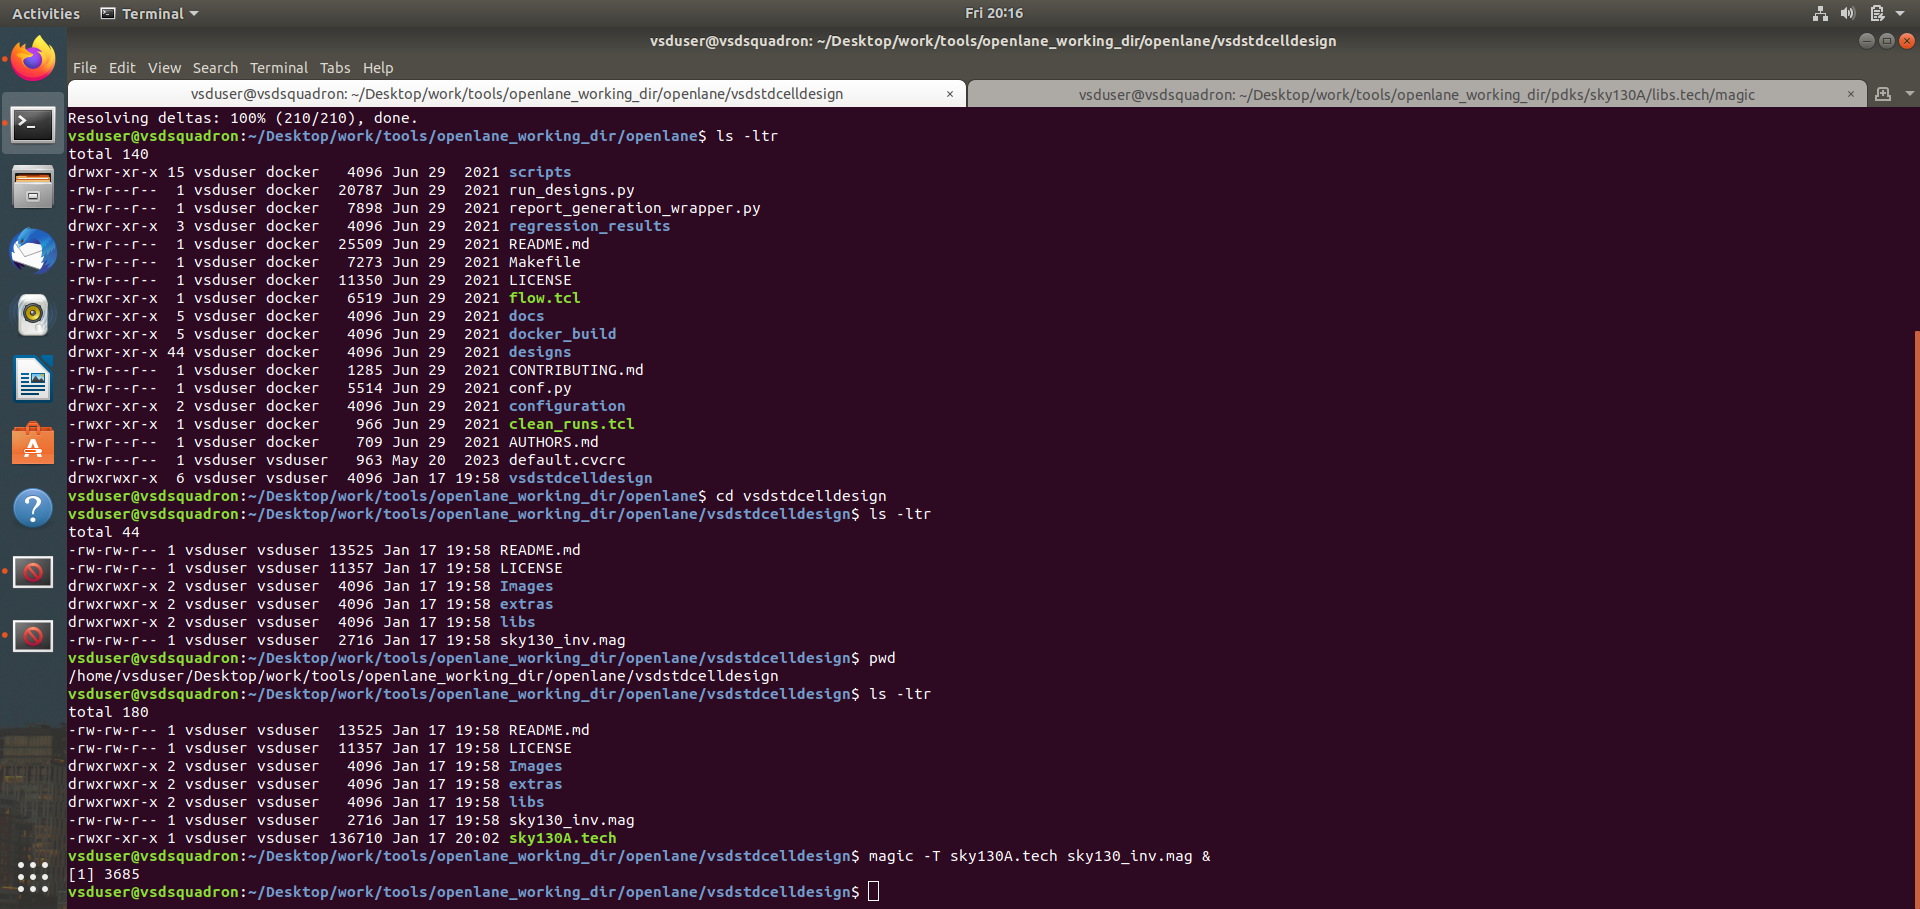 Activities Terminal Fri 20:16
vsduser@vsdsquadron: ~/Desktop/work/tools/openlane_working_dir/openlane/vsdstdcelldesign
File Edit View Search Terminal Tabs Help
vsduser@vsdsquadron: ~/Desktop/work/tools/openlane_working_dir/openlane/vsdstdcelldesign × vsduser@vsdsquadron: ~/Desktop/work/tools/openlane_working_dir/pdks/sky130A/libs.tech/magic ×
Resolving deltas: 100% (210/210), done.
vsduser@vsdsquadron:~/Desktop/work/tools/openlane_working_dir/openlane$ ls -ltr
total 140
drwxr-xr-x 15 vsduser docker   4096 Jun 29  2021 scripts
-rw-r--r--  1 vsduser docker  20787 Jun 29  2021 run_designs.py
-rw-r--r--  1 vsduser docker   7898 Jun 29  2021 report_generation_wrapper.py
drwxr-xr-x  3 vsduser docker   4096 Jun 29  2021 regression_results
-rw-r--r--  1 vsduser docker  25509 Jun 29  2021 README.md
-rw-r--r--  1 vsduser docker   7273 Jun 29  2021 Makefile
-rw-r--r--  1 vsduser docker  11350 Jun 29  2021 LICENSE
-rwxr-xr-x  1 vsduser docker   6519 Jun 29  2021 flow.tcl
drwxr-xr-x  5 vsduser docker   4096 Jun 29  2021 docs
drwxr-xr-x  5 vsduser docker   4096 Jun 29  2021 docker_build
drwxr-xr-x 44 vsduser docker   4096 Jun 29  2021 designs
-rw-r--r--  1 vsduser docker   1285 Jun 29  2021 CONTRIBUTING.md
-rw-r--r--  1 vsduser docker   5514 Jun 29  2021 conf.py
drwxr-xr-x  2 vsduser docker   4096 Jun 29  2021 configuration
-rwxr-xr-x  1 vsduser docker    966 Jun 29  2021 clean_runs.tcl
-rw-r--r--  1 vsduser docker    709 Jun 29  2021 AUTHORS.md
-rw-r--r--  1 vsduser vsduser   963 May 20  2023 default.cvcrc
drwxrwxr-x  6 vsduser vsduser  4096 Jan 17 19:58 vsdstdcelldesign
vsduser@vsdsquadron:~/Desktop/work/tools/openlane_working_dir/openlane$ cd vsdstdcelldesign
vsduser@vsdsquadron:~/Desktop/work/tools/openlane_working_dir/openlane/vsdstdcelldesign$ ls -ltr
total 44
-rw-rw-r-- 1 vsduser vsduser 13525 Jan 17 19:58 README.md
-rw-rw-r-- 1 vsduser vsduser 11357 Jan 17 19:58 LICENSE
drwxrwxr-x 2 vsduser vsduser  4096 Jan 17 19:58 Images
drwxrwxr-x 2 vsduser vsduser  4096 Jan 17 19:58 extras
drwxrwxr-x 2 vsduser vsduser  4096 Jan 17 19:58 libs
-rw-rw-r-- 1 vsduser vsduser  2716 Jan 17 19:58 sky130_inv.mag
vsduser@vsdsquadron:~/Desktop/work/tools/openlane_working_dir/openlane/vsdstdcelldesign$ pwd
/home/vsduser/Desktop/work/tools/openlane_working_dir/openlane/vsdstdcelldesign
vsduser@vsdsquadron:~/Desktop/work/tools/openlane_working_dir/openlane/vsdstdcelldesign$ ls -ltr
total 180
-rw-rw-r-- 1 vsduser vsduser  13525 Jan 17 19:58 README.md
-rw-rw-r-- 1 vsduser vsduser  11357 Jan 17 19:58 LICENSE
drwxrwxr-x 2 vsduser vsduser   4096 Jan 17 19:58 Images
drwxrwxr-x 2 vsduser vsduser   4096 Jan 17 19:58 extras
drwxrwxr-x 2 vsduser vsduser   4096 Jan 17 19:58 libs
-rw-rw-r-- 1 vsduser vsduser   2716 Jan 17 19:58 sky130_inv.mag
-rwxr-xr-x 1 vsduser vsduser 136710 Jan 17 20:02 sky130A.tech
vsduser@vsdsquadron:~/Desktop/work/tools/openlane_working_dir/openlane/vsdstdcelldesign$ magic -T sky130A.tech sky130_inv.mag &
[1] 3685
vsduser@vsdsquadron:~/Desktop/work/tools/openlane_working_dir/openlane/vsdstdcelldesign$